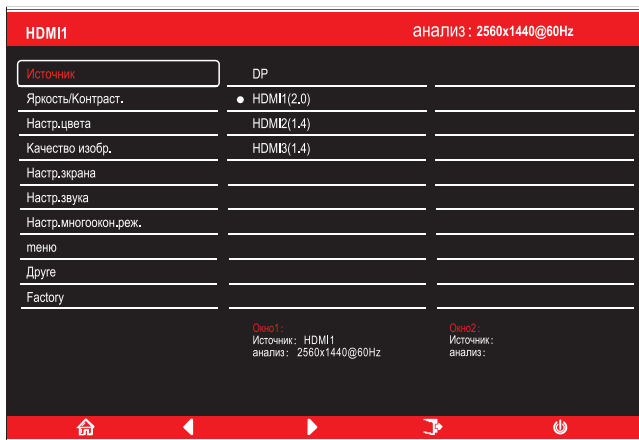 HDMI1 анализ: 2560x1440@60Hz
Источник DP
Яркость/Контраст. HDMI1(2.0)
Настр.цвета HDMI2(1.4)
Качество изобр. HDMI3(1.4)
Настр.зкрана
Настр.звука
Настр.многоокон.реж.
тeню
Друге
Factory
Окно1: Окно2:
Источник: HDMI1 Источник:
анализ: 2560x1440@60Hz анализ: